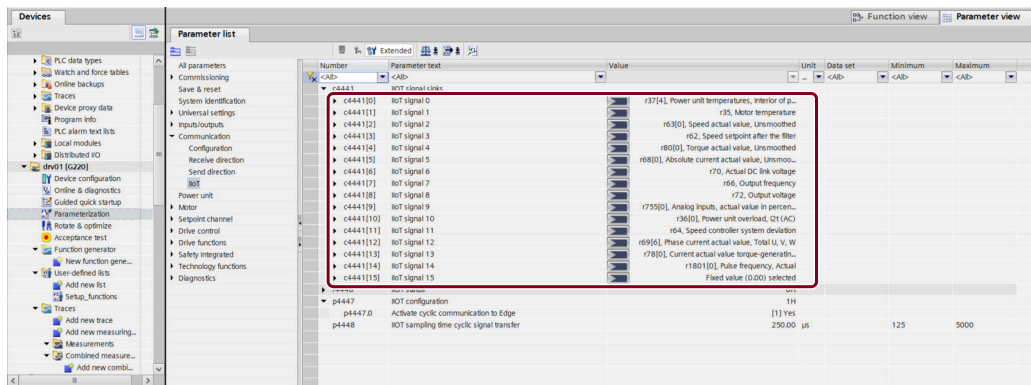 Devices
Function view
Parameter view
PLC data types
Watch and force tables
Online backups
Traces
Device proxy data
Program info
PLC alarm text lists
Local modules
Distributed I/O
drv01 [G220]
Device configuration
Online & diagnostics
Guided quick startup
Parameterization
Rotate & optimize
Acceptance test
Function generator
New function gene...
User-defined lists
Add new list
Setup_functions
Traces
Add new trace
Add new measuring...
Measurements
Combined measure...
Add new combi...
Parameter list
Extended
All parameters
Commissioning
Save & reset
System identification
Universal settings
Inputs/outputs
Communication
Configuration
Receive direction
Send direction
IIoT
Power unit
Motor
Setpoint channel
Drive control
Drive functions
Safety Integrated
Technology functions
Diagnostics
Number Parameter text Value Unit Data set Minimum Maximum
<All> <All> ... <All> <All> <All>
c4441 IIOT signal sinks
c4441[0] IIoT signal 0 r37[4], Power unit temperatures, Interior of p...
c4441[1] IIoT signal 1 r35, Motor temperature
c4441[2] IIoT signal 2 r63[0], Speed actual value, Unsmoothed
c4441[3] IIoT signal 3 r62, Speed setpoint after the filter
c4441[4] IIoT signal 4 r80[0], Torque actual value, Unsmoothed
c4441[5] IIoT signal 5 r68[0], Absolute current actual value, Unsmoo...
c4441[6] IIoT signal 6 r70, Actual DC link voltage
c4441[7] IIoT signal 7 r66, Output frequency
c4441[8] IIoT signal 8 r72, Output voltage
c4441[9] IIoT signal 9 r755[0], Analog inputs, actual value in percen...
c4441[10] IIoT signal 10 r36[0], Power unit overload, I2t (AC)
c4441[11] IIoT signal 11 r64, Speed controller system deviation
c4441[12] IIoT signal 12 r69[6], Phase current actual value, Total U, V, W
c4441[13] IIoT signal 13 r78[0], Current actual value torque-generatin...
c4441[14] IIoT signal 14 r1801[0], Pulse frequency, Actual
c4441[15] IIoT signal 15 Fixed value (0.00) selected
r4446 IIOT status 0H
p4447 IIOT configuration 1H
p4447.0 Activate cyclic communication to Edge [1] Yes
p4448 IIOT sampling time cyclic signal transfer 250.00 µs 125 5000